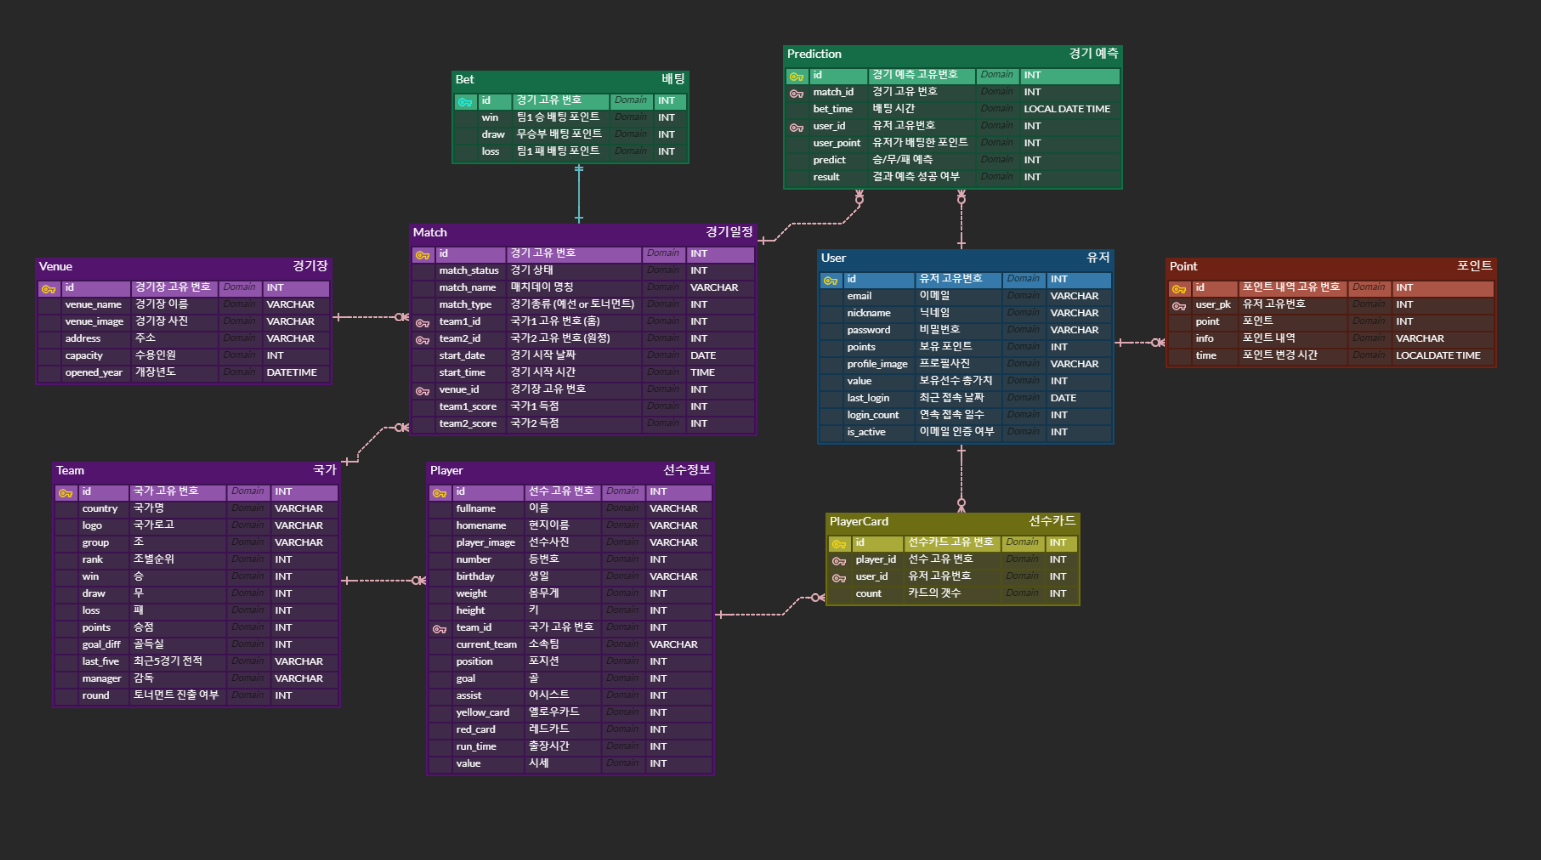 Bet 배팅
id 경기 고유 번호 Domain INT
win 팀1 승 배팅 포인트 Domain INT
draw 무승부 배팅 포인트 Domain INT
loss 팀1 패 배팅 포인트 Domain INT
Prediction 경기 예측
id 경기 예측 고유번호 Domain INT
match_id 경기 고유 번호 Domain INT
bet_time 배팅 시간 Domain LOCAL DATE TIME
user_id 유저 고유번호 Domain INT
user_point 유저가 배팅한 포인트 Domain INT
predict 승/무/패 예측 Domain INT
result 결과 예측 성공 여부 Domain INT
Venue 경기장
id 경기장 고유 번호 Domain INT
venue_name 경기장 이름 Domain VARCHAR
venue_image 경기장 사진 Domain VARCHAR
address 주소 Domain VARCHAR
capacity 수용인원 Domain INT
opened_year 개장년도 Domain DATETIME
Match 경기일정
id 경기 고유 번호 Domain INT
match_status 경기 상태 Domain INT
match_name 매치데이 명칭 Domain VARCHAR
match_type 경기종류 (예선 or 토너먼트) Domain INT
team1_id 국가1 고유 번호 (홈) Domain INT
team2_id 국가2 고유 번호 (원정) Domain INT
start_date 경기 시작 날짜 Domain DATE
start_time 경기 시작 시간 Domain TIME
venue_id 경기장 고유 번호 Domain INT
team1_score 국가1 득점 Domain INT
team2_score 국가2 득점 Domain INT
User 유저
id 유저 고유번호 Domain INT
email 이메일 Domain VARCHAR
nickname 닉네임 Domain VARCHAR
password 비밀번호 Domain VARCHAR
points 보유 포인트 Domain INT
profile_image 프로필사진 Domain VARCHAR
value 보유선수 총가치 Domain INT
last_login 최근 접속 날짜 Domain DATE
login_count 연속 접속 일수 Domain INT
is_active 이메일 인증 여부 Domain INT
Point 포인트
id 포인트 내역 고유 번호 Domain INT
user_pk 유저 고유번호 Domain INT
point 포인트 Domain INT
info 포인트 내역 Domain VARCHAR
time 포인트 변경 시간 Domain LOCALDATE TIME
Team 국가
id 국가 고유 번호 Domain INT
country 국가명 Domain VARCHAR
logo 국가로고 Domain VARCHAR
group 조 Domain VARCHAR
rank 조별순위 Domain INT
win 승 Domain INT
draw 무 Domain INT
loss 패 Domain INT
points 승점 Domain INT
goal_diff 골득실 Domain INT
last_five 최근5경기 전적 Domain VARCHAR
manager 감독 Domain VARCHAR
round 토너먼트 진출 여부 Domain INT
Player 선수정보
id 선수 고유 번호 Domain INT
fullname 이름 Domain VARCHAR
homename 현지이름 Domain VARCHAR
player_image 선수사진 Domain VARCHAR
number 등번호 Domain INT
birthday 생일 Domain VARCHAR
weight 몸무게 Domain INT
height 키 Domain INT
team_id 국가 고유 번호 Domain INT
current_team 소속팀 Domain VARCHAR
position 포지션 Domain INT
goal 골 Domain INT
assist 어시스트 Domain INT
yellow_card 옐로우카드 Domain INT
red_card 레드카드 Domain INT
run_time 출장시간 Domain INT
value 시세 Domain INT
PlayerCard 선수카드
id 선수카드 고유 번호 Domain INT
player_id 선수 고유 번호 Domain INT
user_id 유저 고유번호 Domain INT
count 카드의 갯수 Domain INT